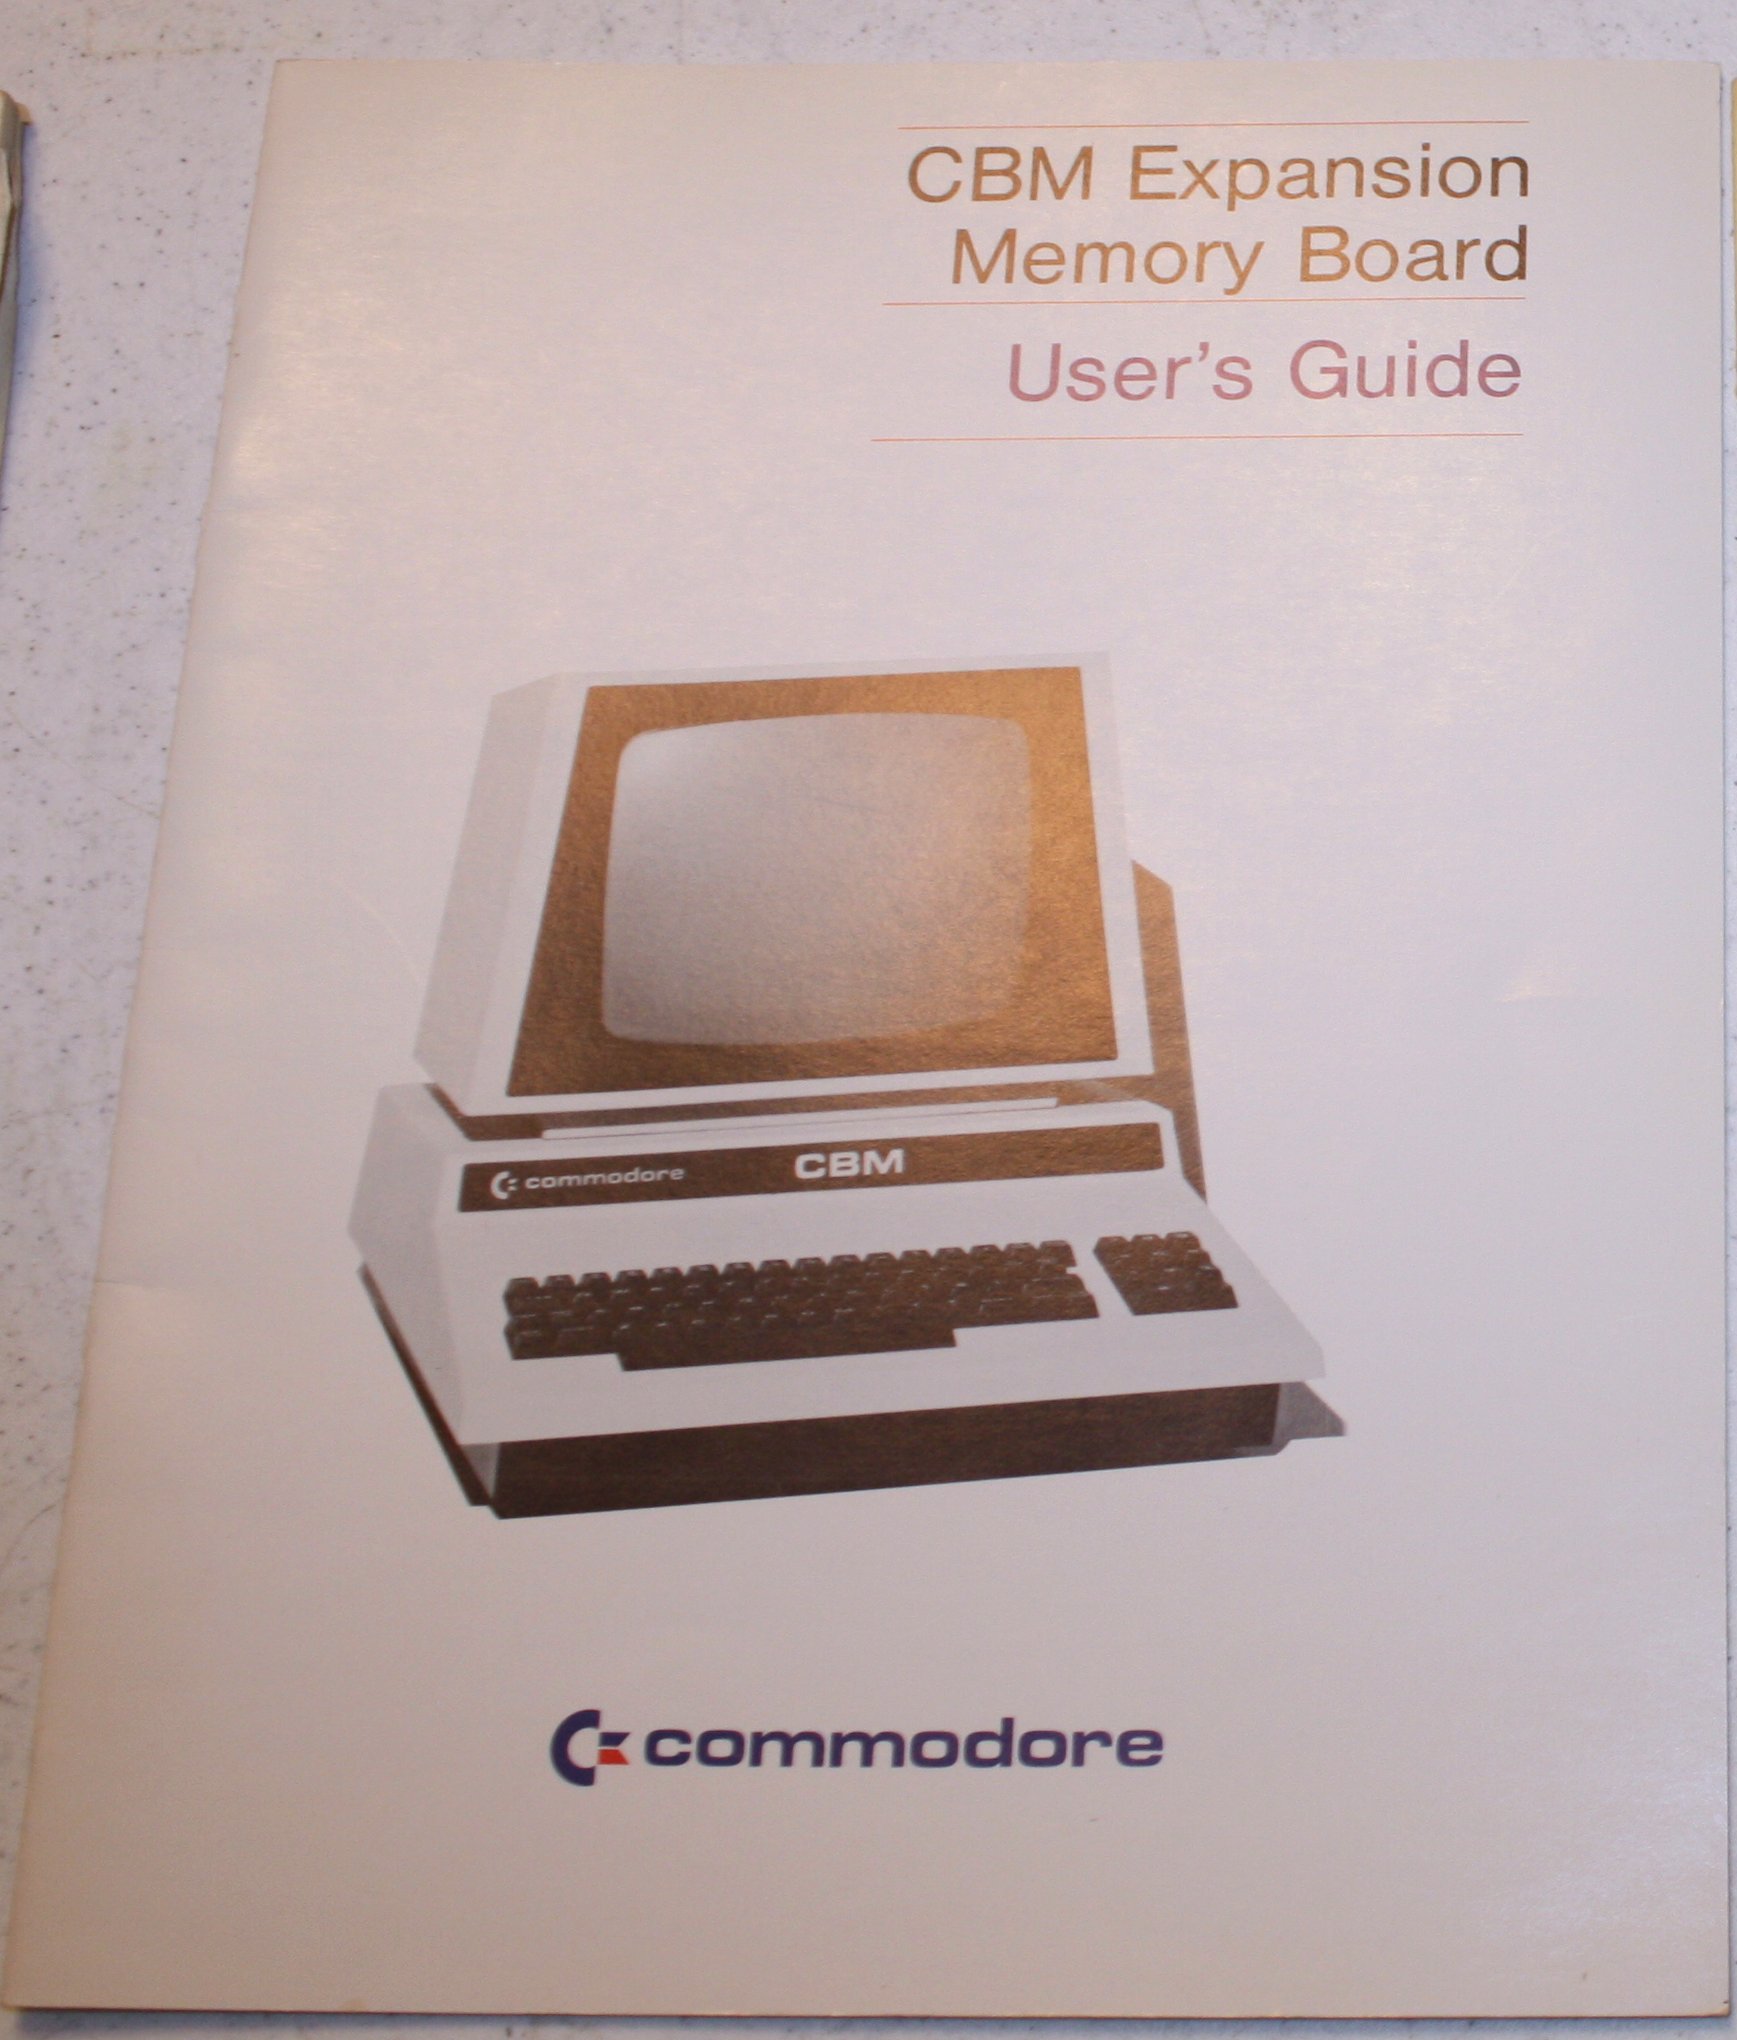 CBM Expansion
Memory Board
User's Guide
commodore CBM
commodore